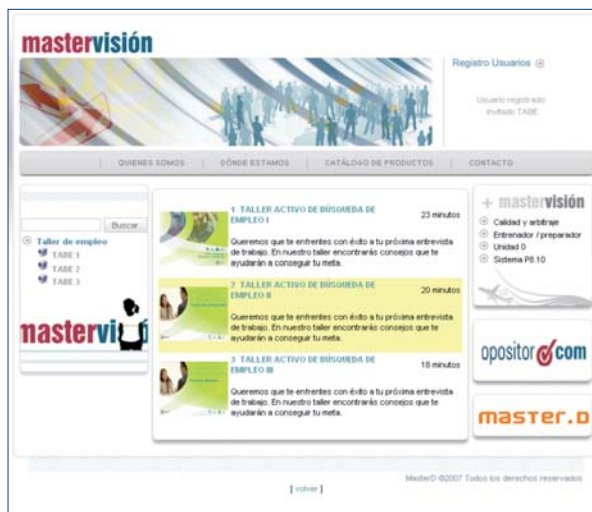 mastervisión
Registro Usuarios
Usuario registrado:
Invitado TABE
QUIENES SOMOS | DÓNDE ESTAMOS | CATÁLOGO DE PRODUCTOS | CONTACTO
Buscar
Taller de empleo
TABE 1
TABE 2
TABE 3
mastervisión
1 TALLER ACTIVO DE BÚSQUEDA DE
EMPLEO I
23 minutos
Queremos que te enfrentes con éxito a tu próxima entrevista
de trabajo. En nuestro taller encontrarás consejos que te
ayudarán a conseguir tu meta.
2 TALLER ACTIVO DE BÚSQUEDA DE
EMPLEO II
20 minutos
Queremos que te enfrentes con éxito a tu próxima entrevista
de trabajo. En nuestro taller encontrarás consejos que te
ayudarán a conseguir tu meta.
3 TALLER ACTIVO DE BÚSQUEDA DE
EMPLEO III
18 minutos
Queremos que te enfrentes con éxito a tu próxima entrevista
de trabajo. En nuestro taller encontrarás consejos que te
ayudarán a conseguir tu meta.
+ mastervisión
Calidad y arbitraje
Entrenador / preparador
Unidad 0
Sistema P8.10
opositor com
master.D
MasterD ©2007 Todos los derechos reservados
[ volver ]